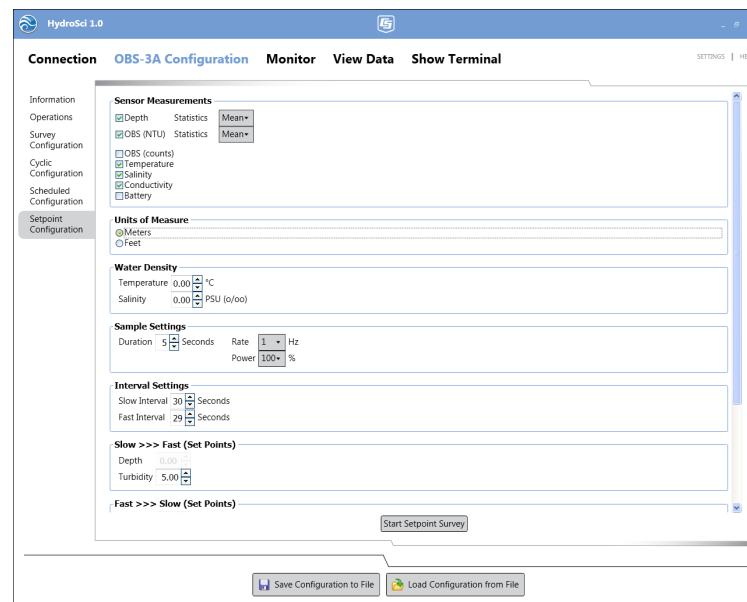 HydroSci 1.0
Connection OBS-3A Configuration Monitor View Data Show Terminal
SETTINGS | HE
Information
Operations
Survey
Configuration
Cyclic
Configuration
Scheduled
Configuration
Setpoint
Configuration
Sensor Measurements
Depth Statistics Mean
OBS (NTU) Statistics Mean
OBS (counts)
Temperature
Salinity
Conductivity
Battery
Units of Measure
Meters
Feet
Water Density
Temperature 0.00 °C
Salinity 0.00 PSU (o/oo)
Sample Settings
Duration 5 Seconds Rate 1 Hz
Power 100 %
Interval Settings
Slow Interval 30 Seconds
Fast Interval 29 Seconds
Slow >>> Fast (Set Points)
Depth 0.00
Turbidity 5.00
Fast >>> Slow (Set Points)
Start Setpoint Survey
Save Configuration to File Load Configuration from File